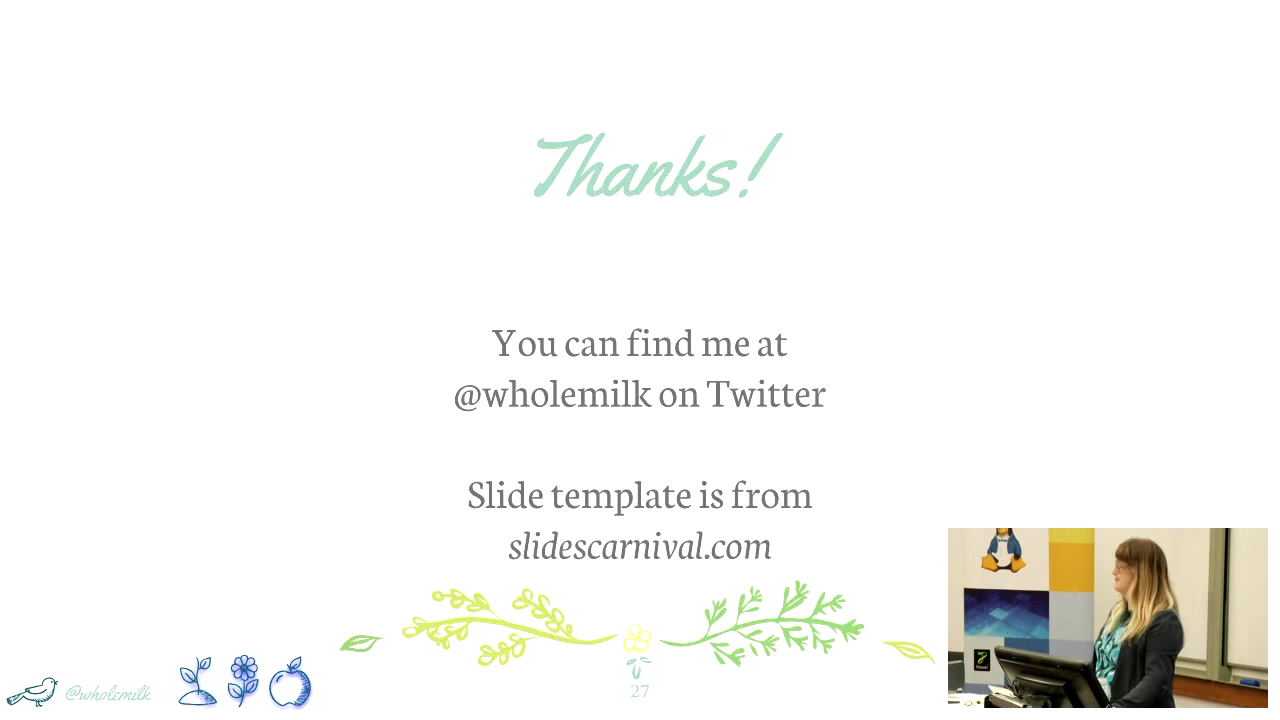 Thanks!
You can find me at
@wholemilk on Twitter
Slide template is from
slidescarnival.com
@wholemilk
27